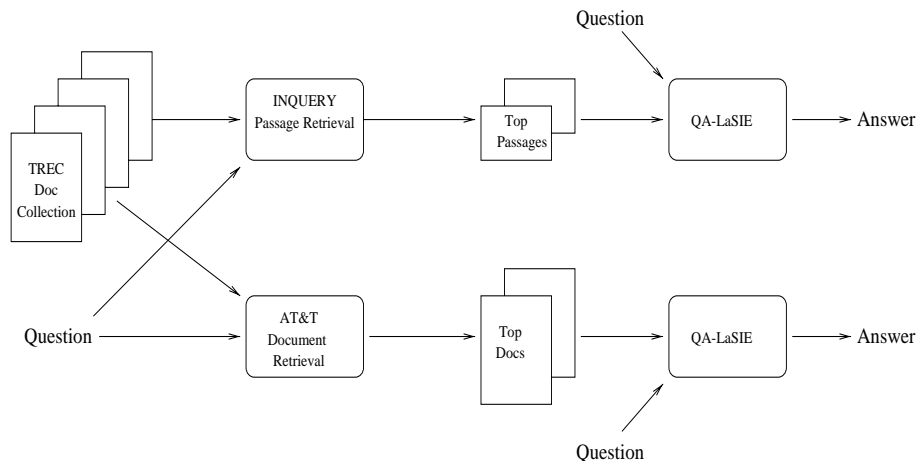 Question
INQUERY
Passage Retrieval
Top
Passages
QA-LaSIE
Answer
TREC
Doc
Collection
Question
AT&T
Document
Retrieval
Top
Docs
QA-LaSIE
Answer
Question